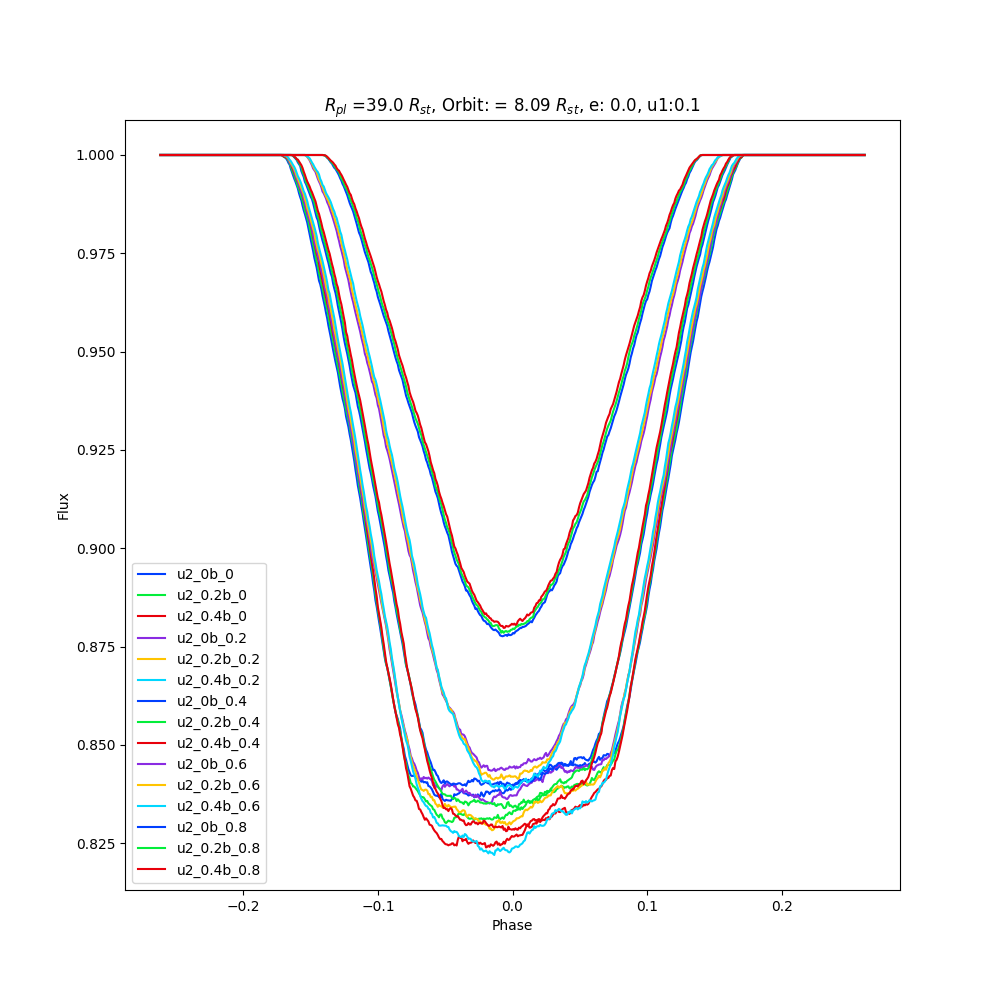 R_pl =39.0 R_st, Orbit: = 8.09 R_st, e: 0.0, u1:0.1
1.000
0.975
0.950
0.925
0.900
0.875
0.850
0.825
Flux
u2_0b_0
u2_0.2b_0
u2_0.4b_0
u2_0b_0.2
u2_0.2b_0.2
u2_0.4b_0.2
u2_0b_0.4
u2_0.2b_0.4
u2_0.4b_0.4
u2_0b_0.6
u2_0.2b_0.6
u2_0.4b_0.6
u2_0b_0.8
u2_0.2b_0.8
u2_0.4b_0.8
−0.2 −0.1 0.0 0.1 0.2
Phase